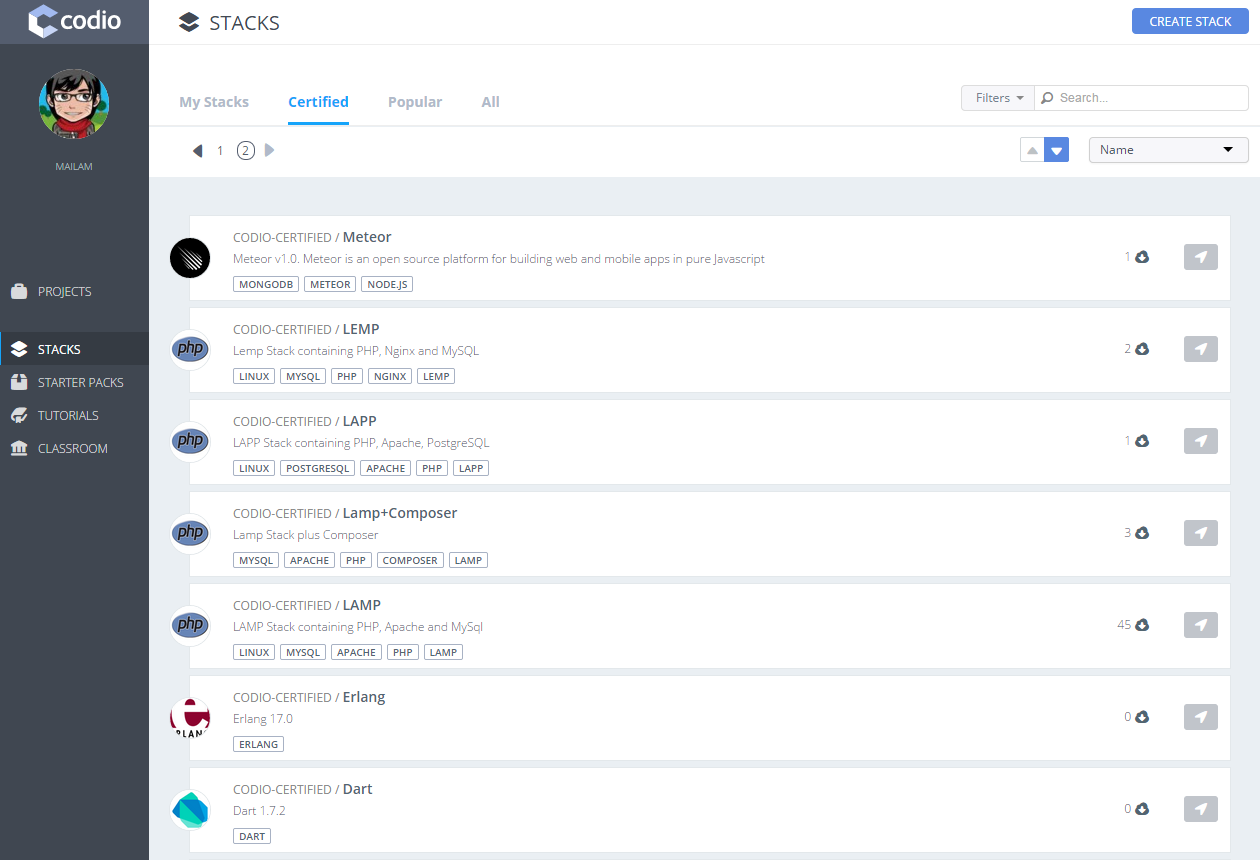 codio
STACKS
CREATE STACK
MAILAM
PROJECTS
STACKS
STARTER PACKS
TUTORIALS
CLASSROOM
My Stacks Certified Popular All
Filters Search...
1 2
Name
CODIO-CERTIFIED / Meteor
Meteor v1.0. Meteor is an open source platform for building web and mobile apps in pure Javascript
MONGODB METEOR NODE.JS
1
php
CODIO-CERTIFIED / LEMP
Lemp Stack containing PHP, Nginx and MySQL
LINUX MYSQL PHP NGINX LEMP
2
php
CODIO-CERTIFIED / LAPP
LAPP Stack containing PHP, Apache, PostgreSQL
LINUX POSTGRESQL APACHE PHP LAPP
1
php
CODIO-CERTIFIED / Lamp+Composer
Lamp Stack plus Composer
MYSQL APACHE PHP COMPOSER LAMP
3
php
CODIO-CERTIFIED / LAMP
LAMP Stack containing PHP, Apache and MySql
LINUX MYSQL APACHE PHP LAMP
45
CODIO-CERTIFIED / Erlang
Erlang 17.0
ERLANG
0
CODIO-CERTIFIED / Dart
Dart 1.7.2
DART
0